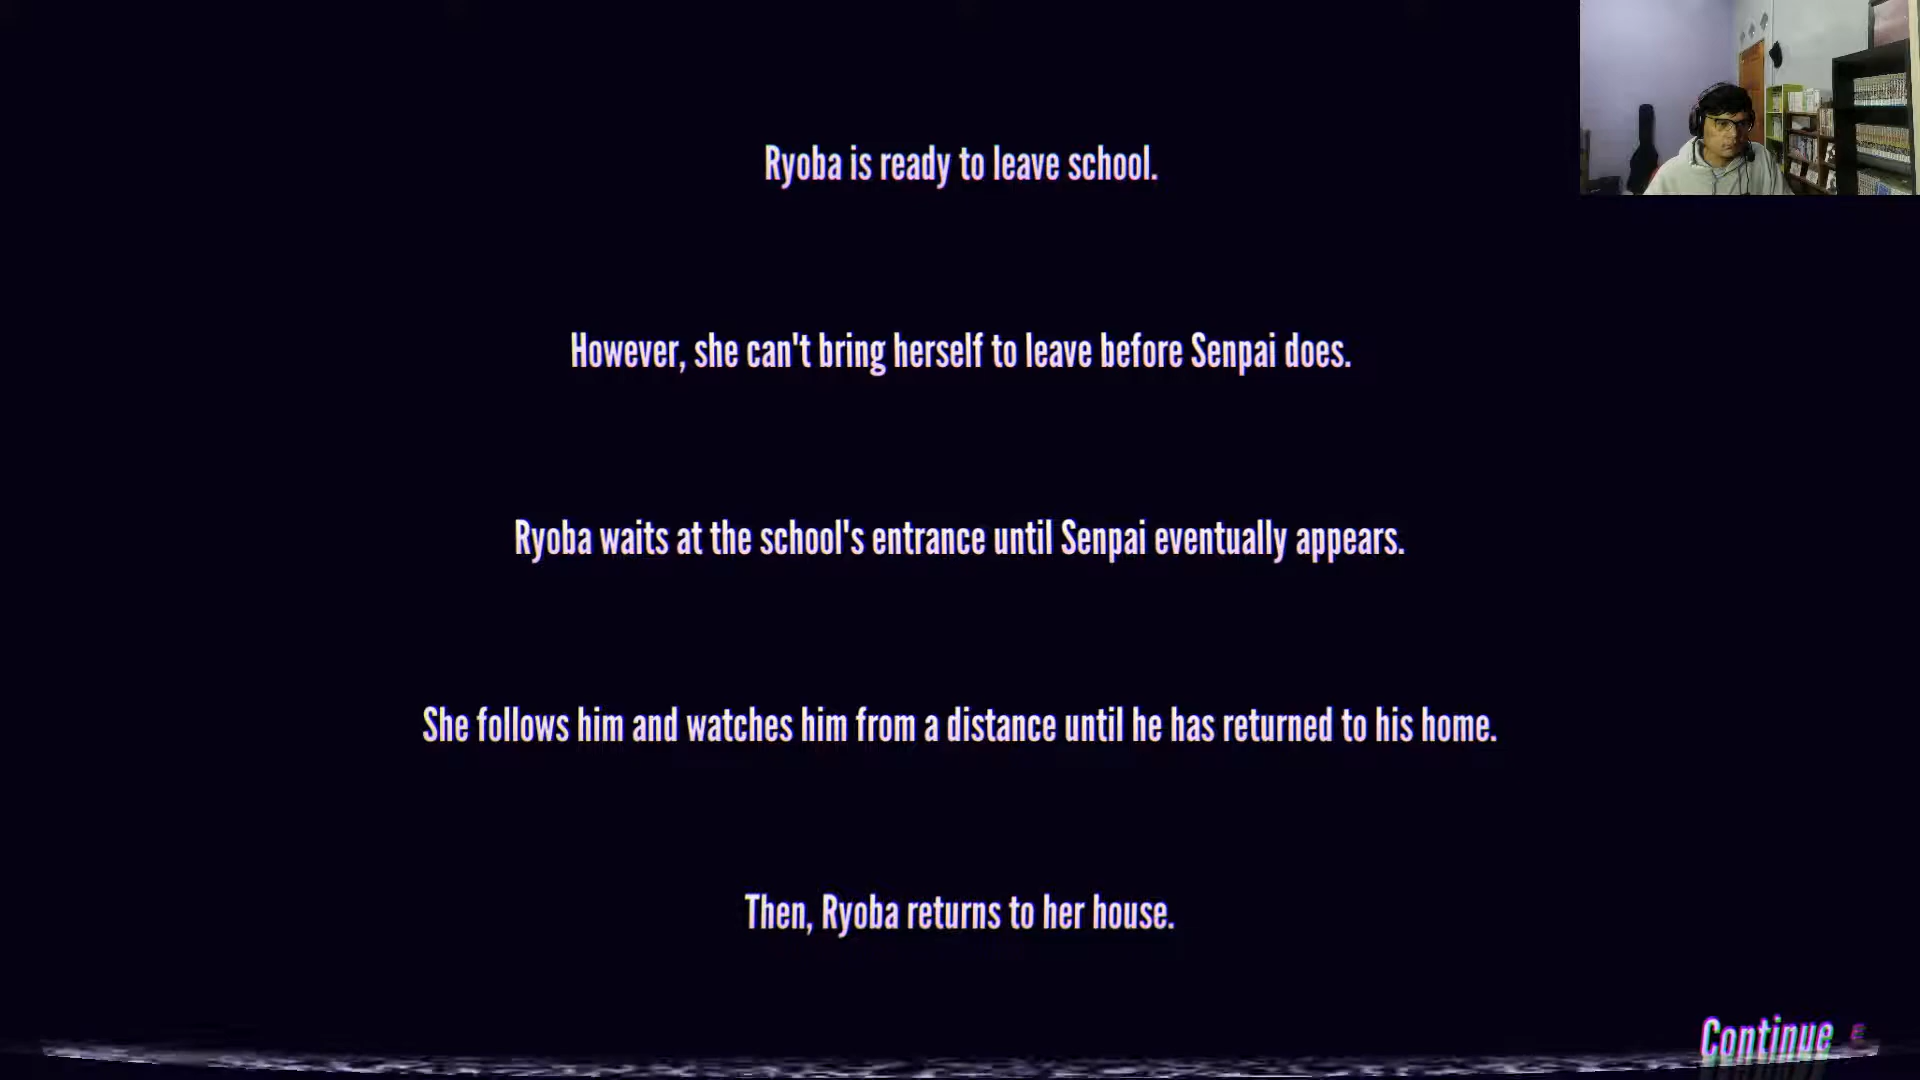 Ryoba is ready to leave school.
However, she can't bring herself to leave before Senpai does.
Ryoba waits at the school's entrance until Senpai eventually appears.
She follows him and watches him from a distance until he has returned to his home.
Then, Ryoba returns to her house.
Continue E